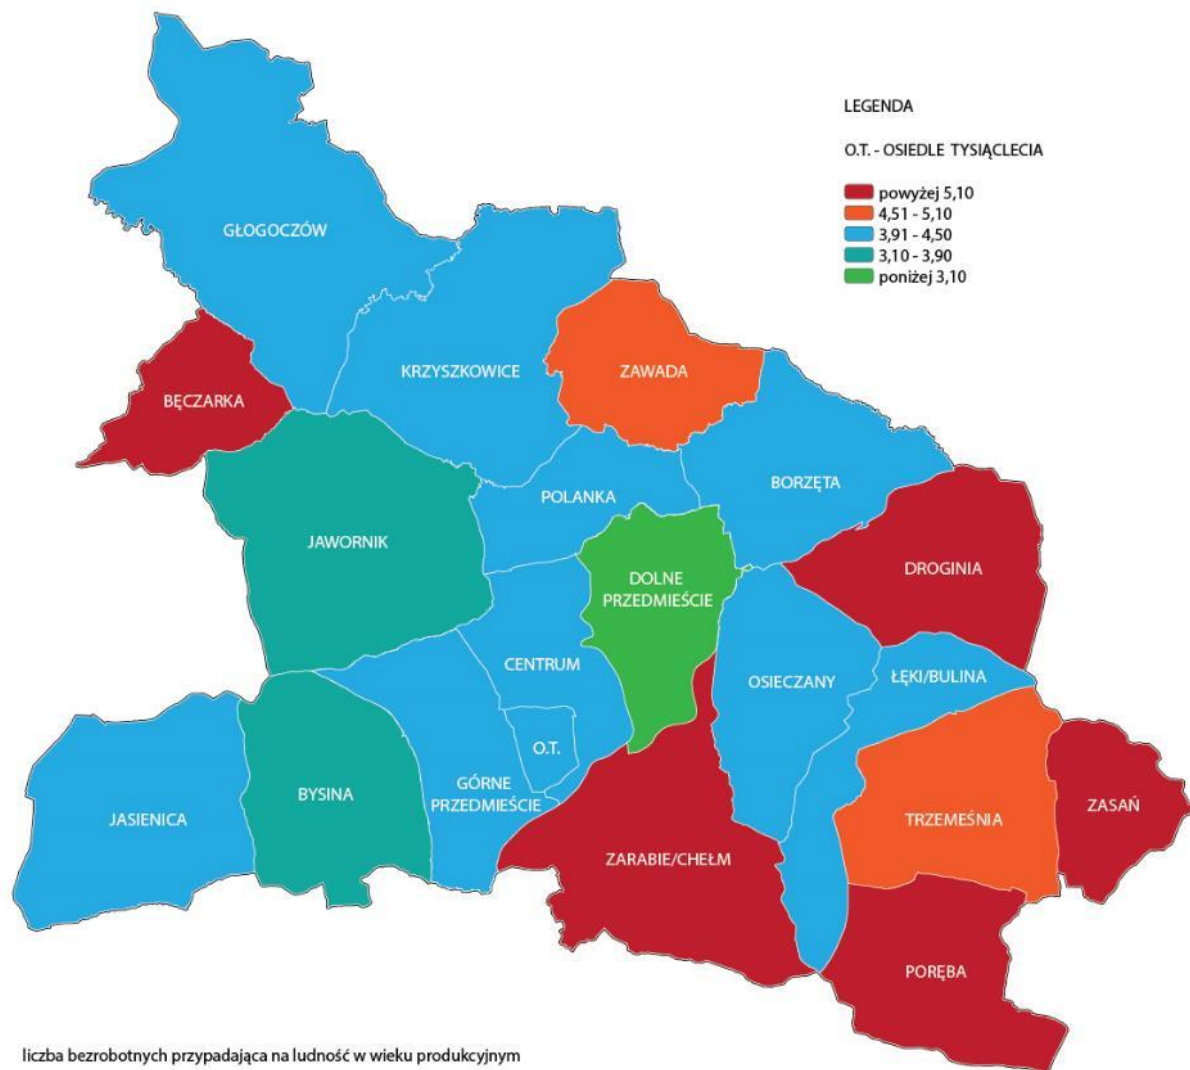 LEGENDA
O.T. - OSIEDLE TYSIĄCLECIA
powyżej 5,10
4,51 - 5,10
3,91 - 4,50
3,10 - 3,90
poniżej 3,10
GŁOGOCZÓW
KRZYSZKOWICE
ZAWADA
BĘCZARKA
BORZĘTA
POLANKA
JAWORNIK
DROGINIA
DOLNE
PRZEDMIEŚCIE
CENTRUM
OSIECZANY
ŁĘKI/BULINA
O.T.
GÓRNE
PRZEDMIEŚCIE
BYSINA
JASIENICA
ZASAŃ
TRZEMEŚNIA
ZARABIE/CHEŁM
PORĘBA
liczba bezrobotnych przypadająca na ludność w wieku produkcyjnym